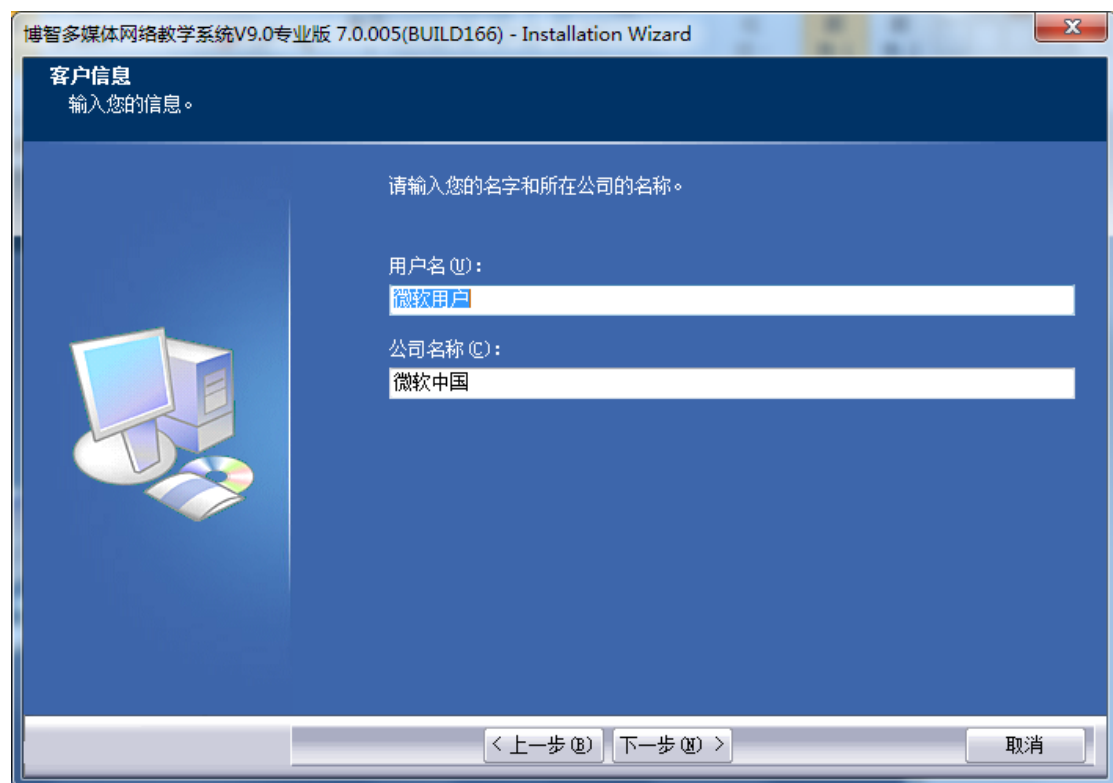 博智多媒体网络教学系统V9.0专业版 7.0.005(BUILD166) - Installation Wizard
客户信息
输入您的信息。
请输入您的名字和所在公司的名称。
用户名(U):
微软用户
公司名称(C):
微软中国
< 上一步(B)
下一步(N) >
取消